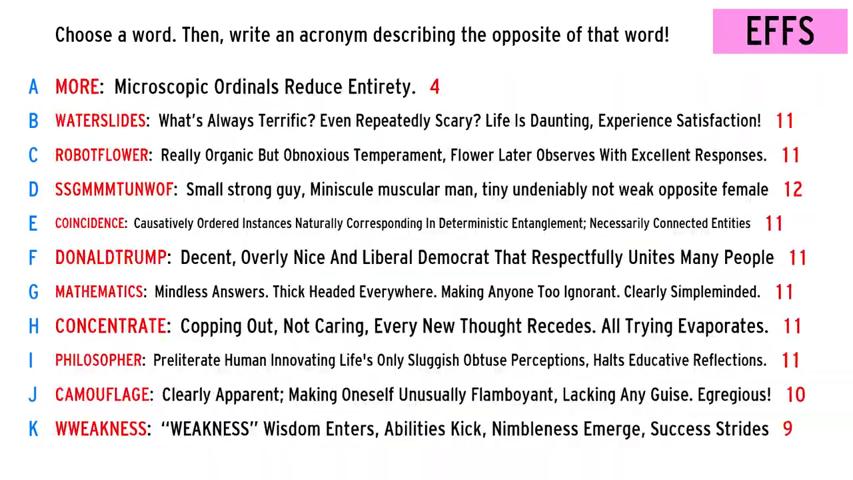 Choose a word. Then, write an acronym describing the opposite of that word!
EFFS
A MORE: Microscopic Ordinals Reduce Entirety. 4
B WATERSLIDES: What's Always Terrific? Even Repeatedly Scary? Life Is Daunting, Experience Satisfaction! 11
C ROBOTFLOWER: Really Organic But Obnoxious Temperament, Flower Later Observes With Excellent Responses. 11
D SSGMMMTUNWOF: Small strong guy, Miniscule muscular man, tiny undeniably not weak opposite female 12
E COINCIDENCE: Causatively Ordered Instances Naturally Corresponding In Deterministic Entanglement; Necessarily Connected Entities 11
F DONALDTRUMP: Decent, Overly Nice And Liberal Democrat That Respectfully Unites Many People 11
G MATHEMATICS: Mindless Answers. Thick Headed Everywhere. Making Anyone Too Ignorant. Clearly Simpleminded. 11
H CONCENTRATE: Copping Out, Not Caring, Every New Thought Recedes. All Trying Evaporates. 11
I PHILOSOPHER: Preliterate Human Innovating Life's Only Sluggish Obtuse Perceptions, Halts Educative Reflections. 11
J CAMOUFLAGE: Clearly Apparent; Making Oneself Unusually Flamboyant, Lacking Any Guise. Egregious! 10
K WWEAKNESS: "WEAKNESS" Wisdom Enters, Abilities Kick, Nimbleness Emerge, Success Strides 9